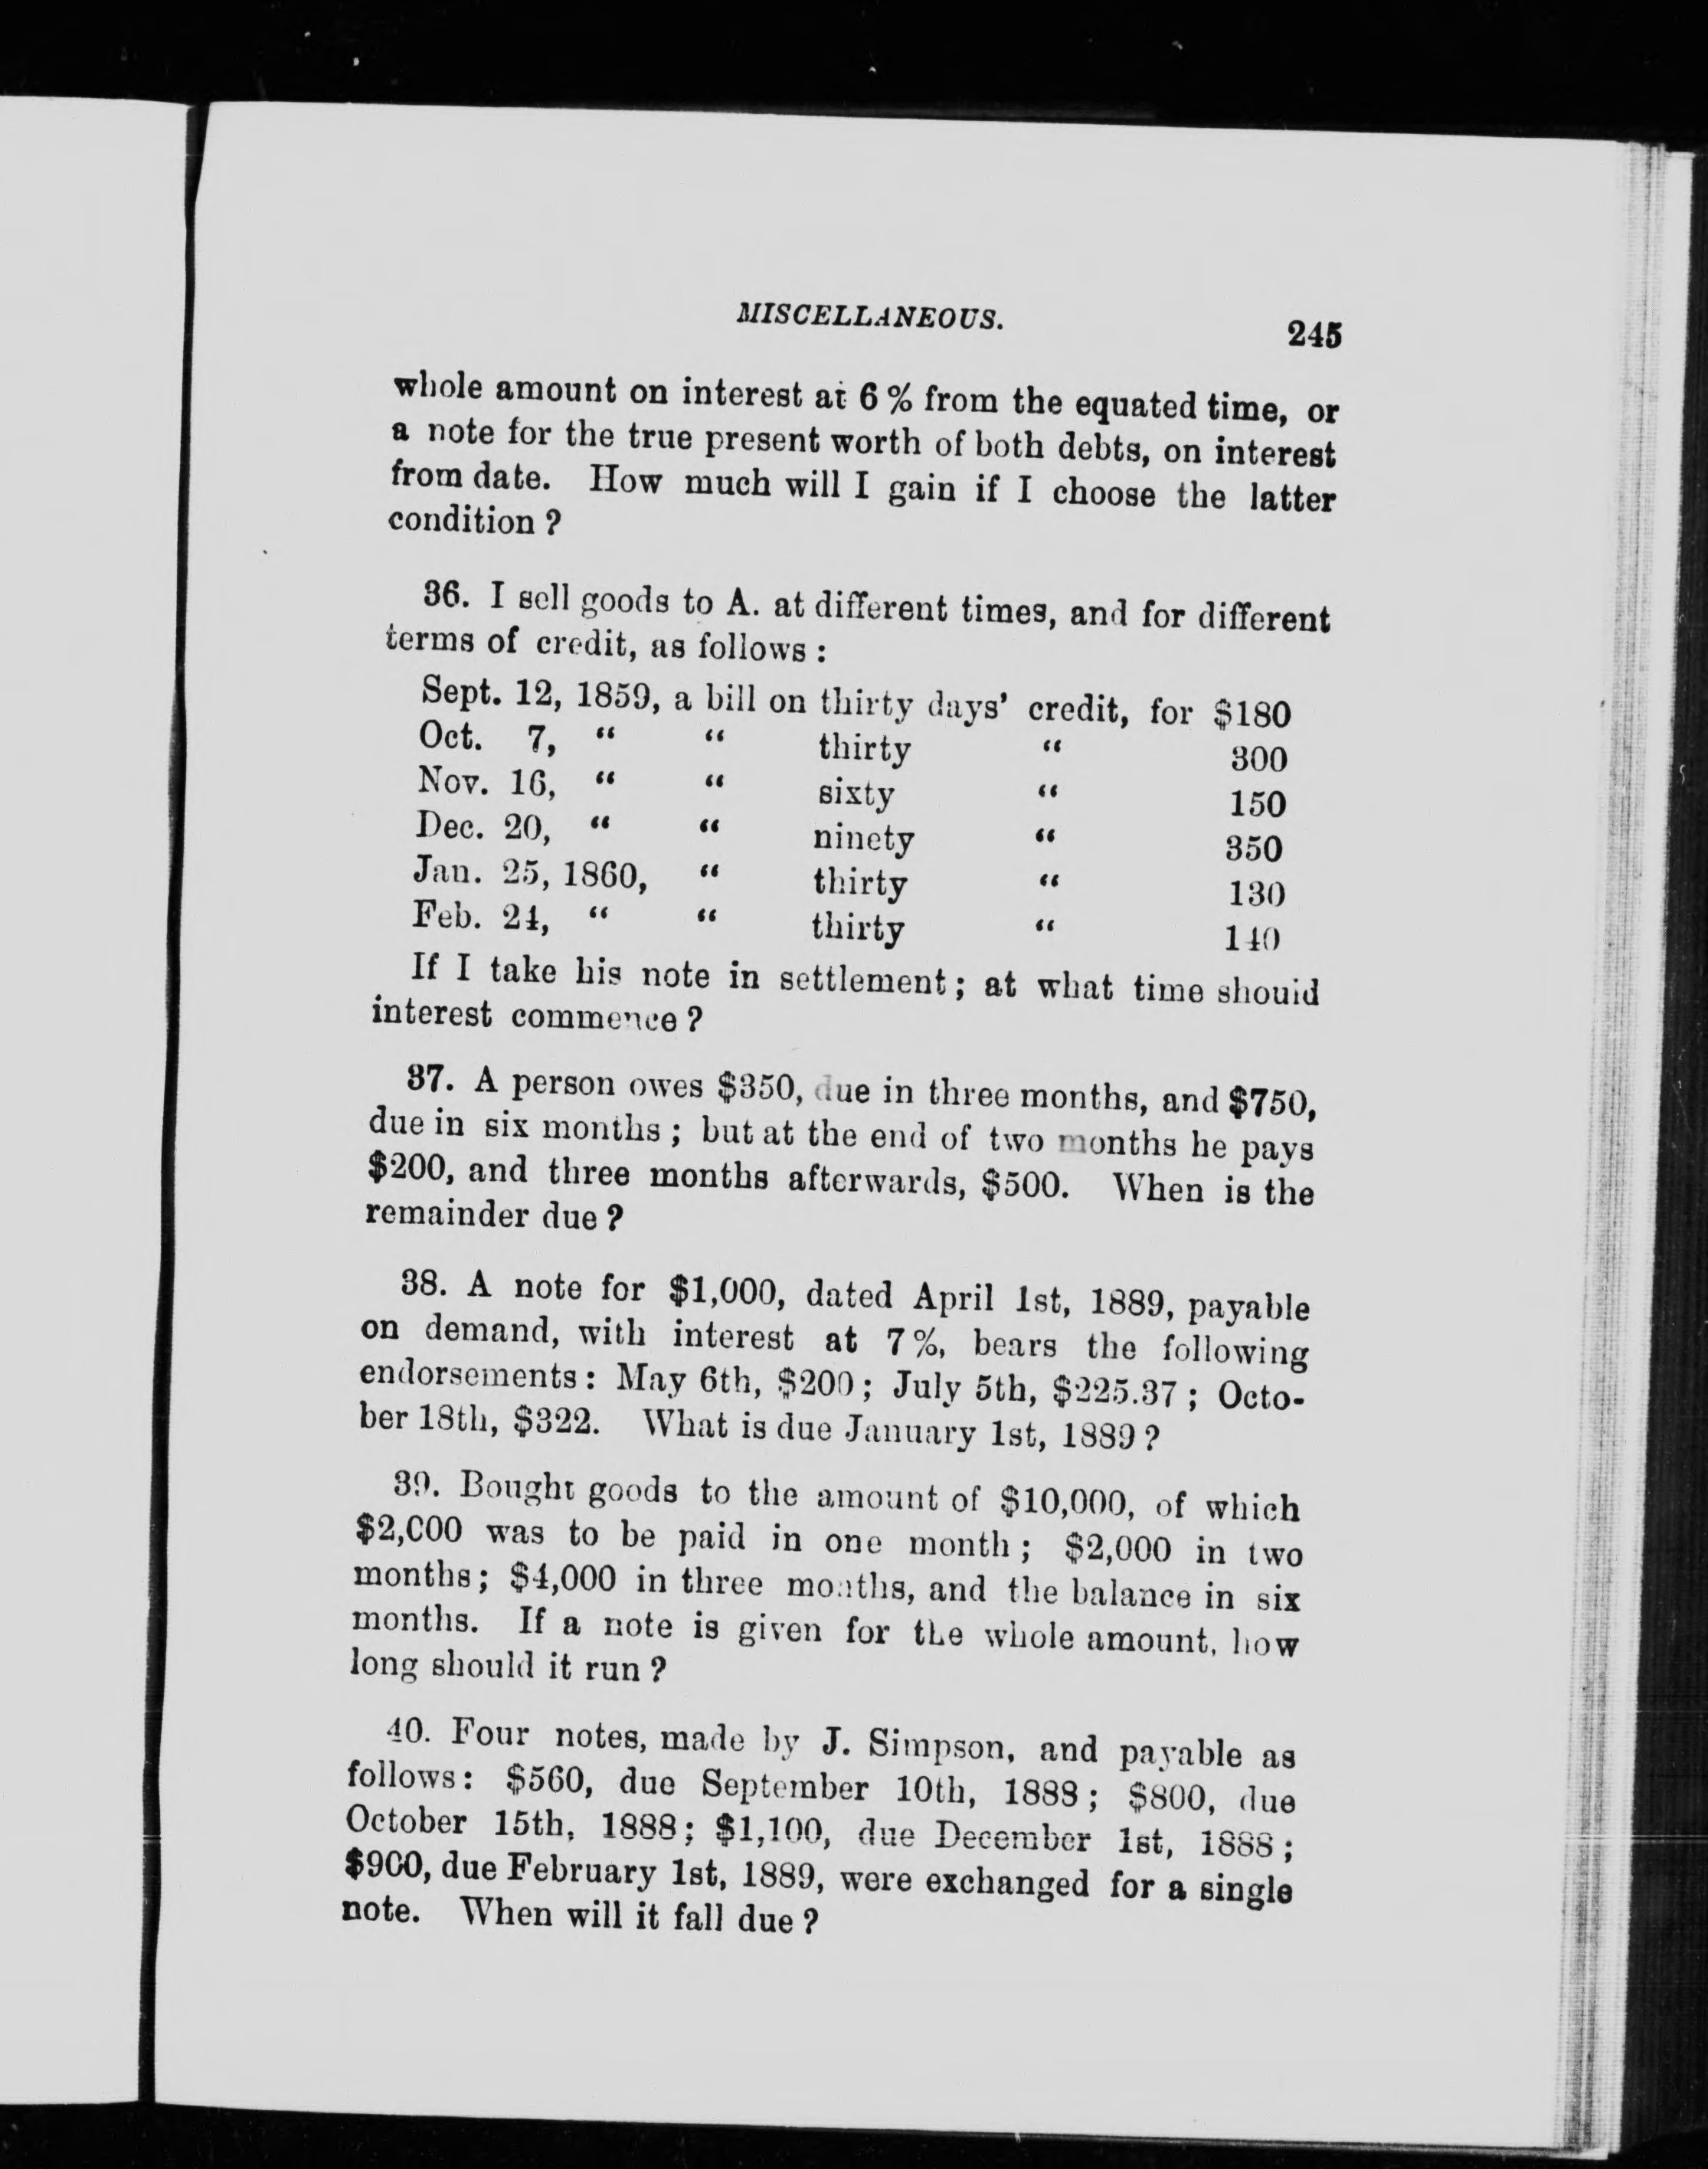 MISCELLANEOUS. 245
whole amount on interest at 6 % from the equated time, or
a note for the true present worth of both debts, on interest
from date. How much will I gain if I choose the latter
condition ?
36. I sell goods to A. at different times, and for different
terms of credit, as follows :
Sept. 12, 1859, a bill on thirty days' credit, for $180
Oct. 7, “ “ thirty “ 300
Nov. 16, “ “ sixty “ 150
Dec. 20, “ “ ninety “ 350
Jan. 25, 1860, “ thirty “ 130
Feb. 24, “ “ thirty “ 140
If I take his note in settlement ; at what time should
interest commence ?
37. A person owes $350, due in three months, and $750,
due in six months ; but at the end of two months he pays
$200, and three months afterwards, $500. When is the
remainder due ?
38. A note for $1,000, dated April 1st, 1889, payable
on demand, with interest at 7 %, bears the following
endorsements : May 6th, $200 ; July 5th, $225.37 ; Octo-
ber 18th, $322. What is due January 1st, 1889 ?
39. Bought goods to the amount of $10,000, of which
$2,000 was to be paid in one month ; $2,000 in two
months ; $4,000 in three months, and the balance in six
months. If a note is given for the whole amount, how
long should it run ?
40. Four notes, made by J. Simpson, and payable as
follows : $560, due September 10th, 1888 ; $800, due
October 15th, 1888 ; $1,100, due December 1st, 1888 ;
$900, due February 1st, 1889, were exchanged for a single
note. When will it fall due ?